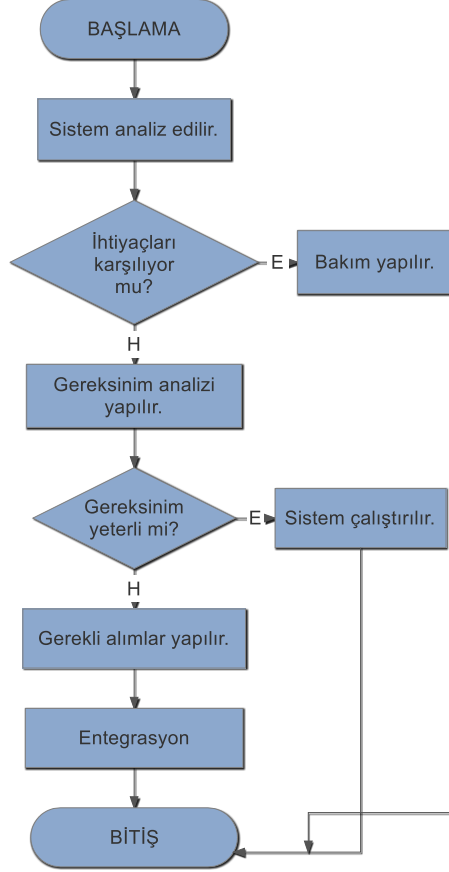 BAŞLAMA
Sistem analiz edilir.
İhtiyaçları
karşılıyor
mu?
E
Bakım yapılır.
H
Gereksinim analizi
yapılır.
Gereksinim
yeterli mi?
E
Sistem çalıştırılır.
H
Gerekli alımlar yapılır.
Entegrasyon
BİTİŞ